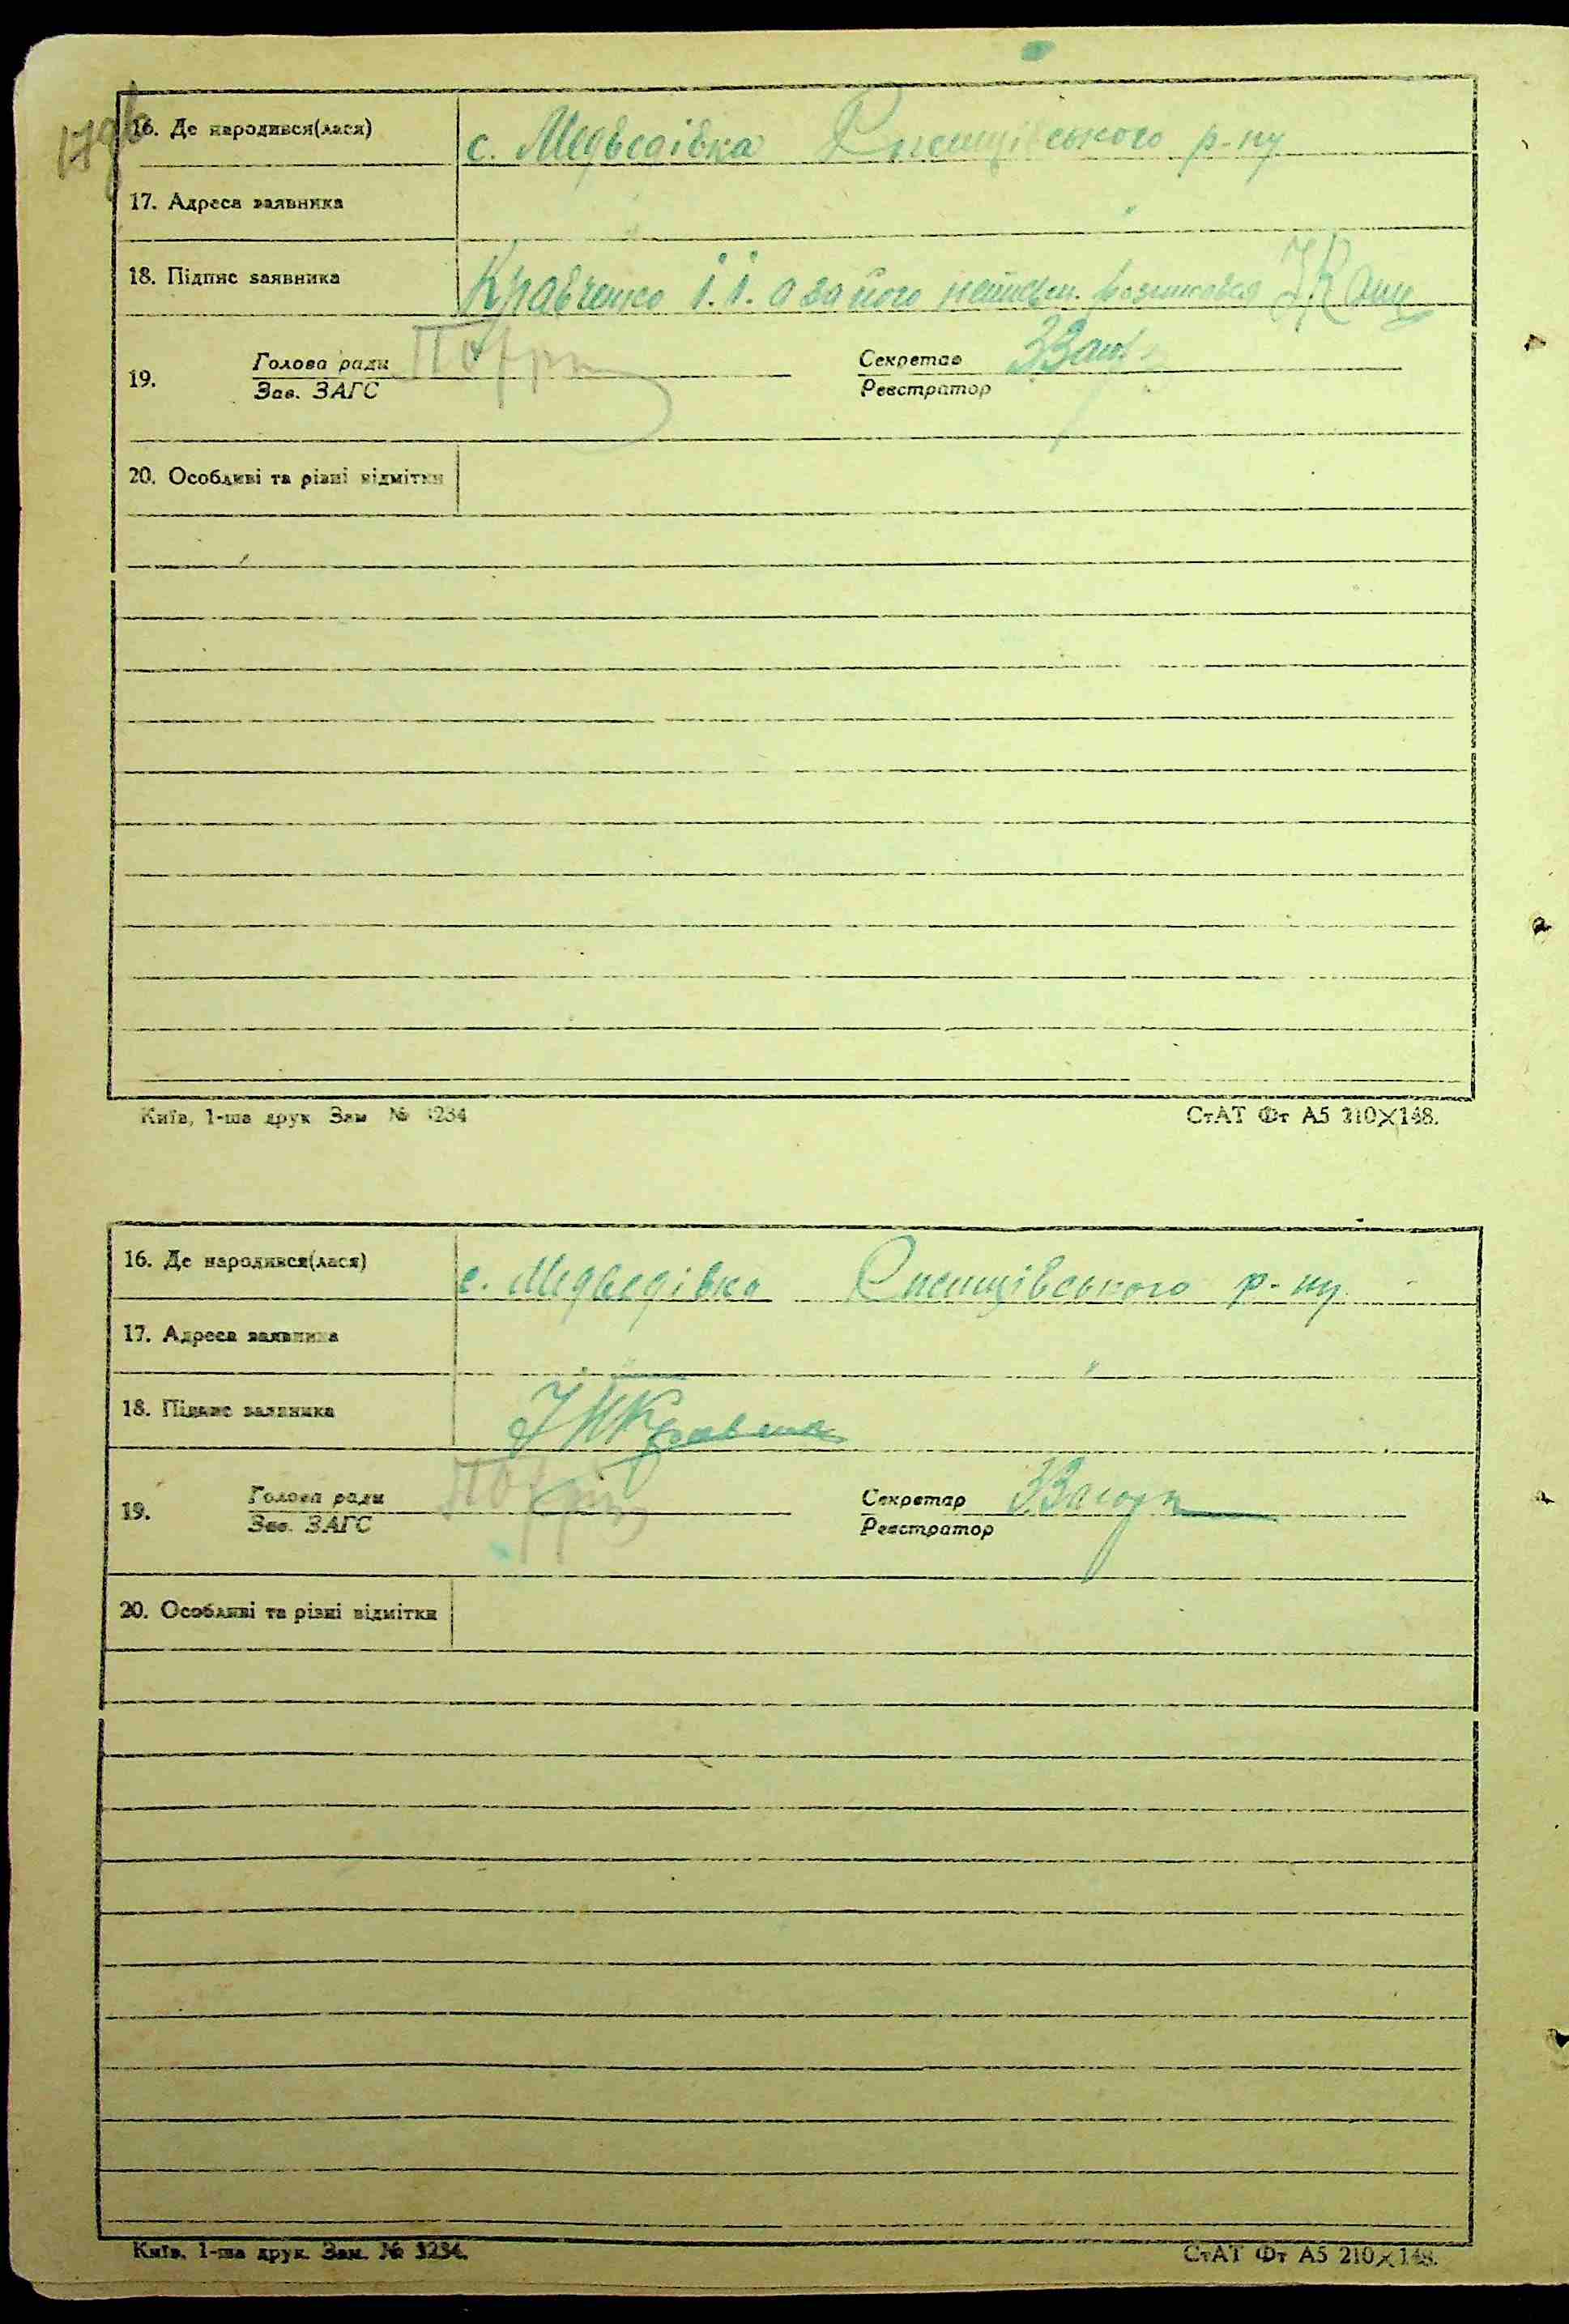 16. Де народився(лася) с. Медведівка ського р-ну
17. Адреса заявника " "
18. Підпис заявника Кравченко І. І. а за його неписьм. розписався
19. Голова ради Секретар
Зав. ЗАГС Реєстратор
20. Особливі та різні відмітки
Київ, 1-ша друк Зам № 3234 СтАТ Фт А5 210×148.
16. Де народився(лася) с. Медведівка Снєщівського р-ну
17. Адреса заявника " "
18. Підпис заявника
19. Голова ради Секретар
Зав. ЗАГС Реєстратор
20. Особливі та різні відмітки
Київ, 1-ша друк. Зам. № 3234. СтАТ Фт А5 210×148.